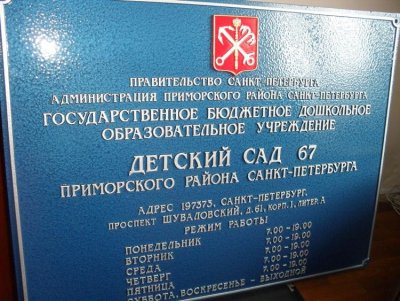 ПРАВИТЕЛЬСТВО САНКТ-ПЕТЕРБУРГА
АДМИНИСТРАЦИЯ ПРИМОРСКОГО РАЙОНА САНКТ-ПЕТЕРБУРГА
ГОСУДАРСТВЕННОЕ БЮДЖЕТНОЕ ДОШКОЛЬНОЕ
ОБРАЗОВАТЕЛЬНОЕ УЧРЕЖДЕНИЕ
ДЕТСКИЙ САД 67
ПРИМОРСКОГО РАЙОНА САНКТ-ПЕТЕРБУРГА
АДРЕС 197373, САНКТ-ПЕТЕРБУРГ,
ПРОСПЕКТ ШУВАЛОВСКИЙ, Д.61, КОРП.1, ЛИТЕР А
РЕЖИМ РАБОТЫ
ПОНЕДЕЛЬНИК 7.00 - 19.00
ВТОРНИК 7.00 - 19.00
СРЕДА 7.00 - 19.00
ЧЕТВЕРГ 7.00 - 19.00
ПЯТНИЦА 7.00 - 19.00
СУББОТА, ВОСКРЕСЕНЬЕ - ВЫХОДНОЙ